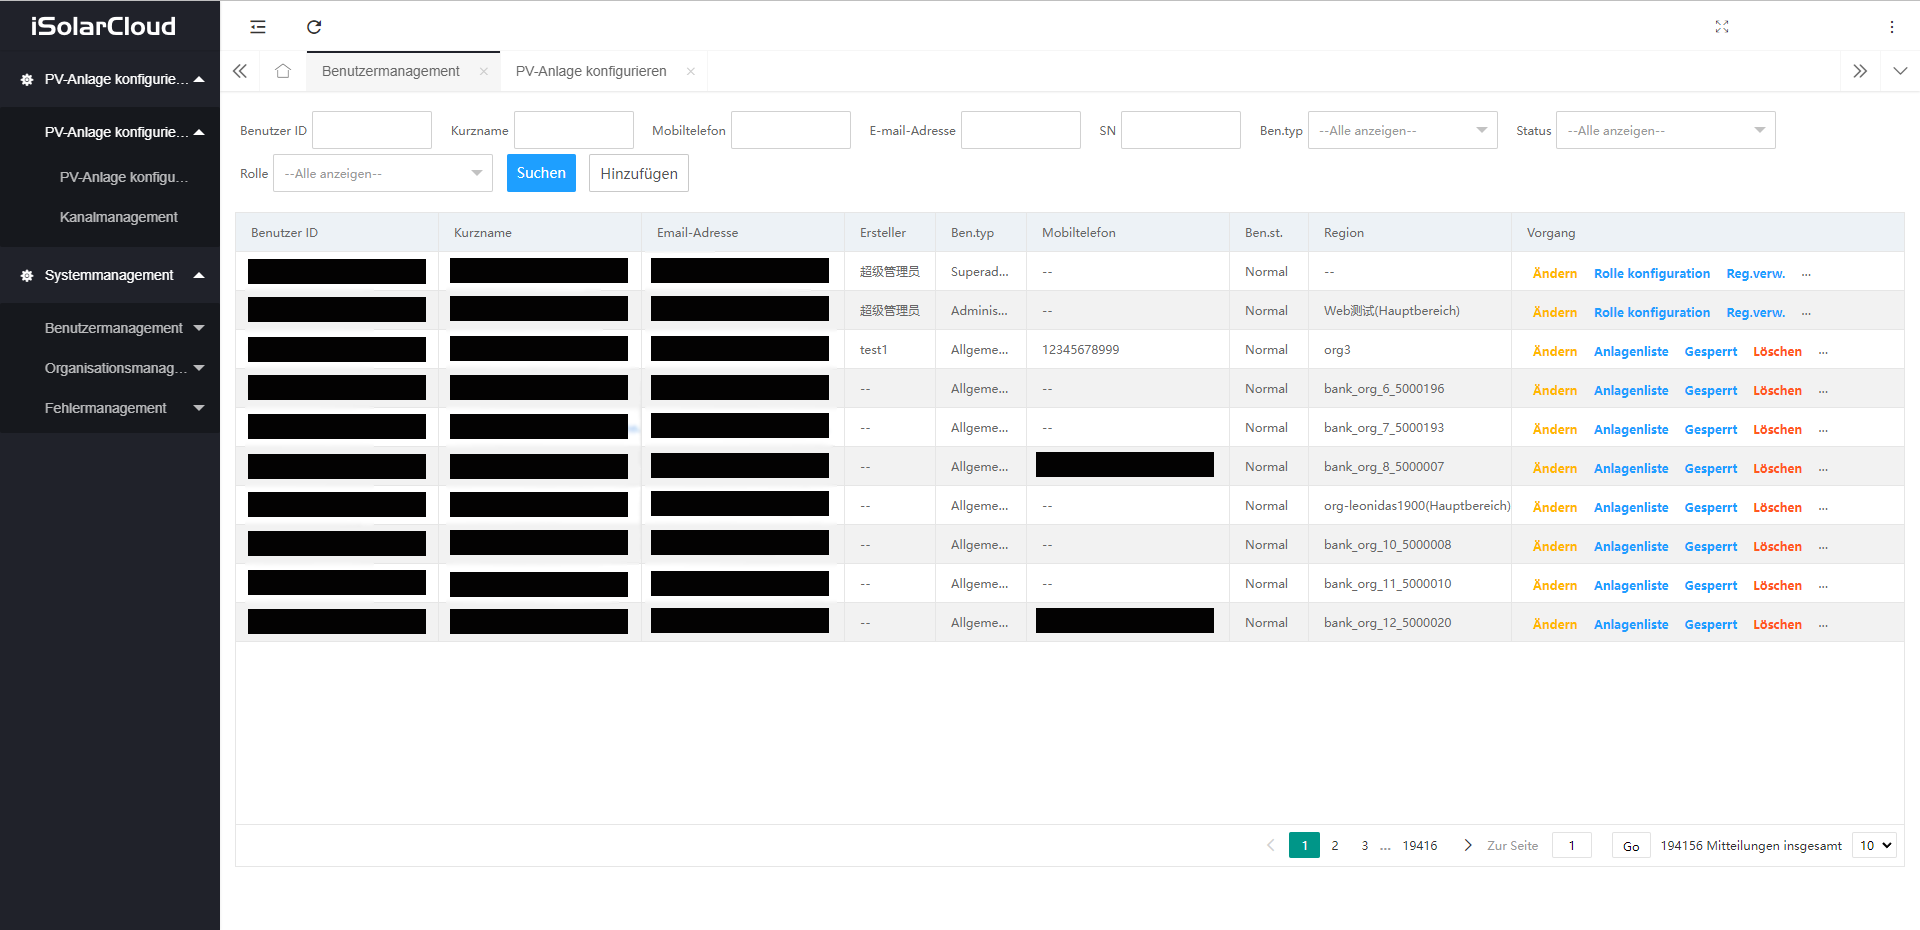 iSolarCloud
PV-Anlage konfigurie...
PV-Anlage konfigurie...
PV-Anlage konfigu...
Kanalmanagement
Systemmanagement
Benutzermanagement
Organisationsmanag...
Fehlermanagement
Benutzermanagement PV-Anlage konfigurieren
Benutzer ID Kurzname Mobiltelefon E-mail-Adresse SN Ben.typ --Alle anzeigen-- Status --Alle anzeigen--
Rolle --Alle anzeigen-- Suchen Hinzufügen
Benutzer ID Kurzname Email-Adresse Ersteller Ben.typ Mobiltelefon Ben.st. Region Vorgang
超级管理员 Superad... -- Normal -- Ändern Rolle konfiguration Reg.verw. ...
超级管理员 Adminis... -- Normal Web测试(Hauptbereich) Ändern Rolle konfiguration Reg.verw. ...
test1 Allgeme... 12345678999 Normal org3 Ändern Anlagenliste Gesperrt Löschen ...
-- Allgeme... -- Normal bank_org_6_5000196 Ändern Anlagenliste Gesperrt Löschen ...
-- Allgeme... -- Normal bank_org_7_5000193 Ändern Anlagenliste Gesperrt Löschen ...
-- Allgeme... Normal bank_org_8_5000007 Ändern Anlagenliste Gesperrt Löschen ...
-- Allgeme... -- Normal org-leonidas1900(Hauptbereich) Ändern Anlagenliste Gesperrt Löschen ...
-- Allgeme... -- Normal bank_org_10_5000008 Ändern Anlagenliste Gesperrt Löschen ...
-- Allgeme... -- Normal bank_org_11_5000010 Ändern Anlagenliste Gesperrt Löschen ...
-- Allgeme... Normal bank_org_12_5000020 Ändern Anlagenliste Gesperrt Löschen ...
1 2 3 ... 19416 Zur Seite 1 Go 194156 Mitteilungen insgesamt 10